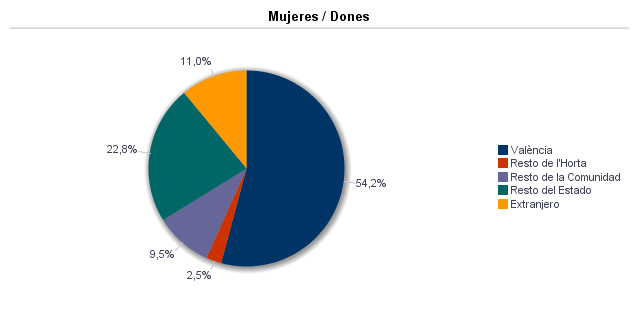 Mujeres / Dones
11,0%
22,8%
54,2%
9,5%
2,5%
València
Resto de l'Horta
Resto de la Comunidad
Resto del Estado
Extranjero